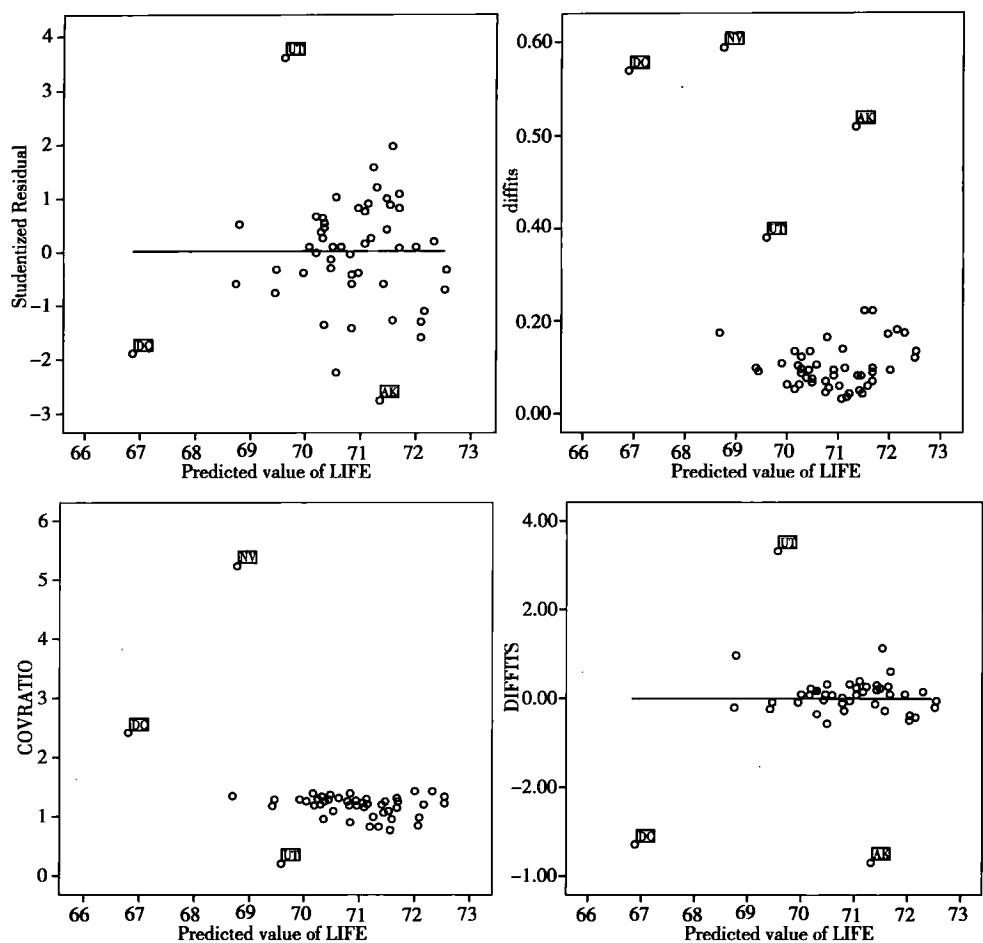 4
3
2
1
0
−1
−2
−3
Studentized Residual
UT
DC
AK
66 67 68 69 70 71 72 73
Predicted value of LIFE
0.60
0.50
0.40
0.20
0.00
diffits
NV
DC
AK
UT
66 67 68 69 70 71 72 73
Predicted value of LIFE
6
5
4
3
2
1
0
COVRATIO
NV
DC
UT
66 67 68 69 70 71 72 73
Predicted value of LIFE
4.00
2.00
0.00
−2.00
−1.00
DIFFITS
UT
DC
AK
66 67 68 69 70 71 72 73
Predicted value of LIFE